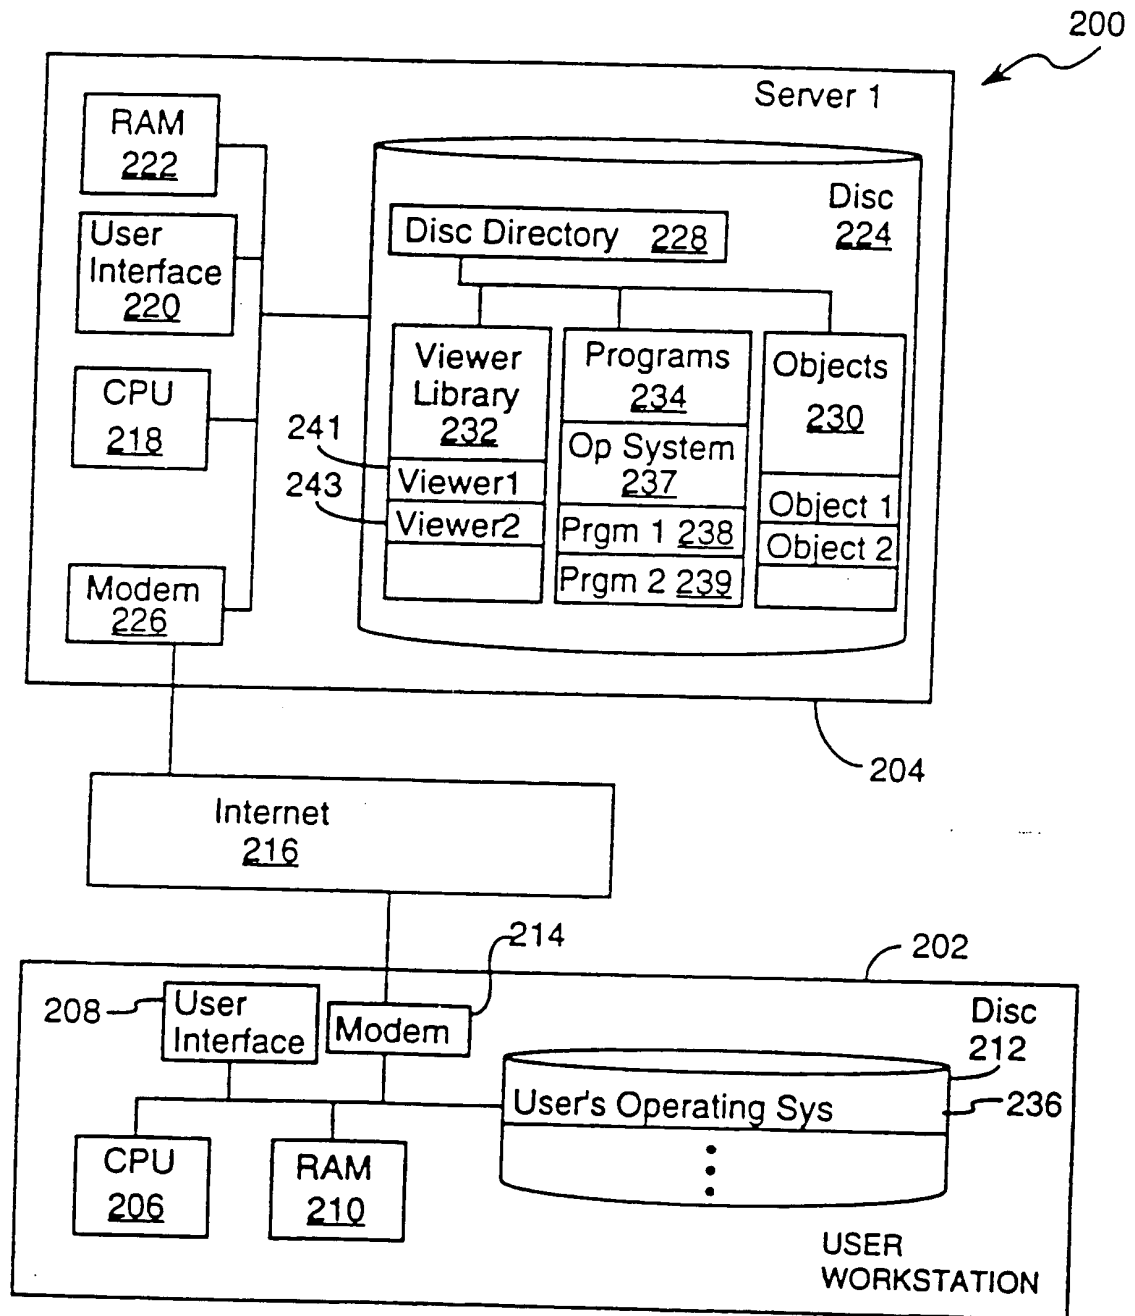 200
Server 1
RAM
222
User
Interface
220
CPU
218
Modem
226
Disc
224
Disc Directory 228
Viewer
Library
232
Viewer1
Viewer2
241
243
Programs
234
Op System
237
Prgm 1 238
Prgm 2 239
Objects
230
Object 1
Object 2
204
Internet
216
214
202
208
User
Interface
Modem
Disc
212
User's Operating Sys
236
CPU
206
RAM
210
USER
WORKSTATION